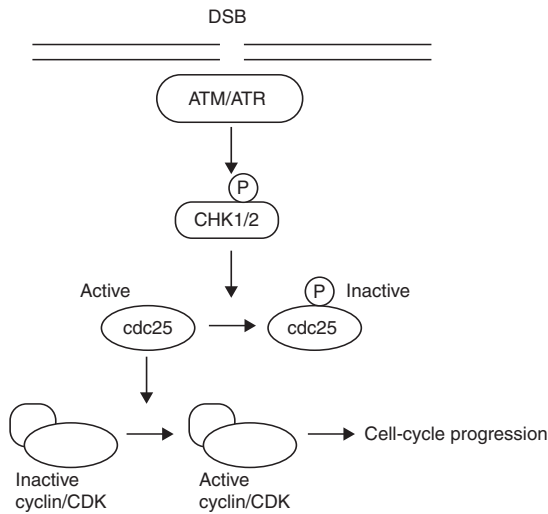 DSB
ATM/ATR
P
CHK1/2
P
Active
Inactive
cdc25
cdc25
Cell-cycle progression
Inactive
cyclin/CDK
Active
cyclin/CDK